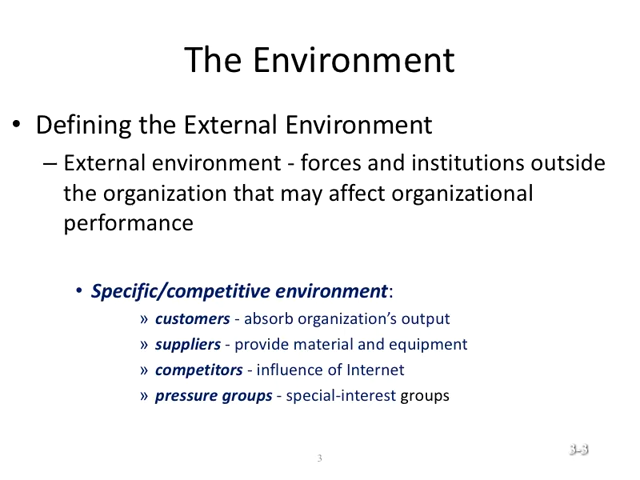 The Environment
• Defining the External Environment
– External environment - forces and institutions outside
the organization that may affect organizational
performance
• Specific/competitive environment:
» customers - absorb organization's output
» suppliers - provide material and equipment
» competitors - influence of Internet
» pressure groups - special-interest groups
3
3-3